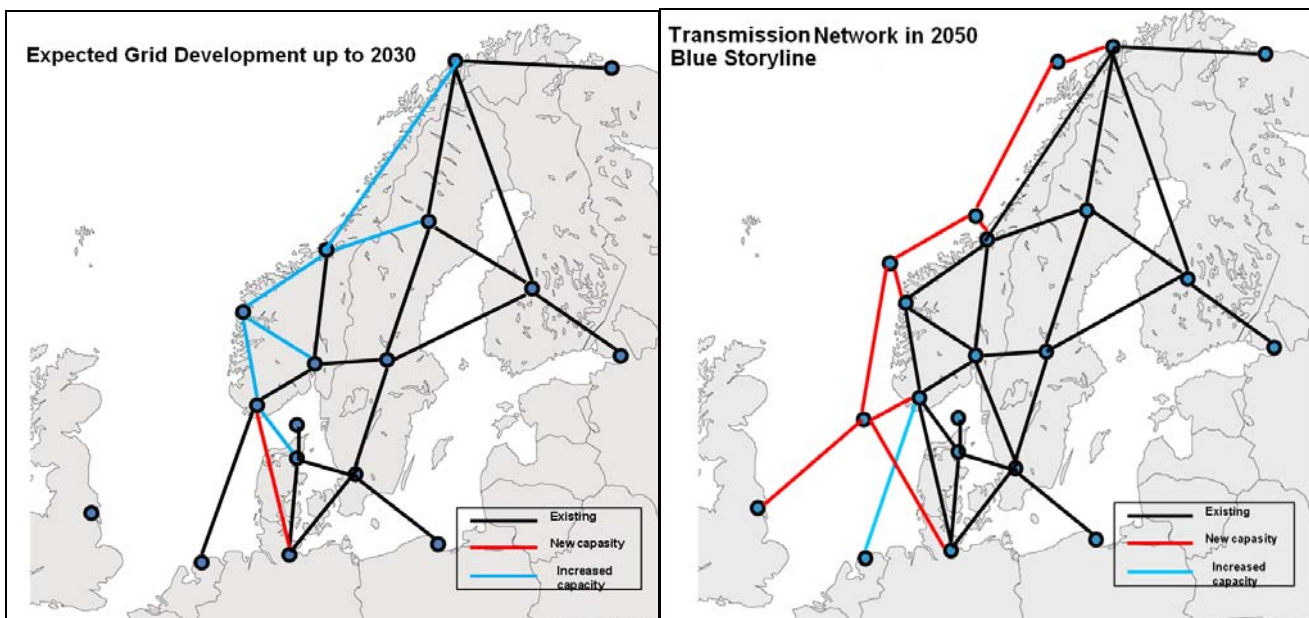 Expected Grid Development up to 2030
Existing
New capasity
Increased
capacity
Transmission Network in 2050
Blue Storyline
Existing
New capasity
Increased
capacity